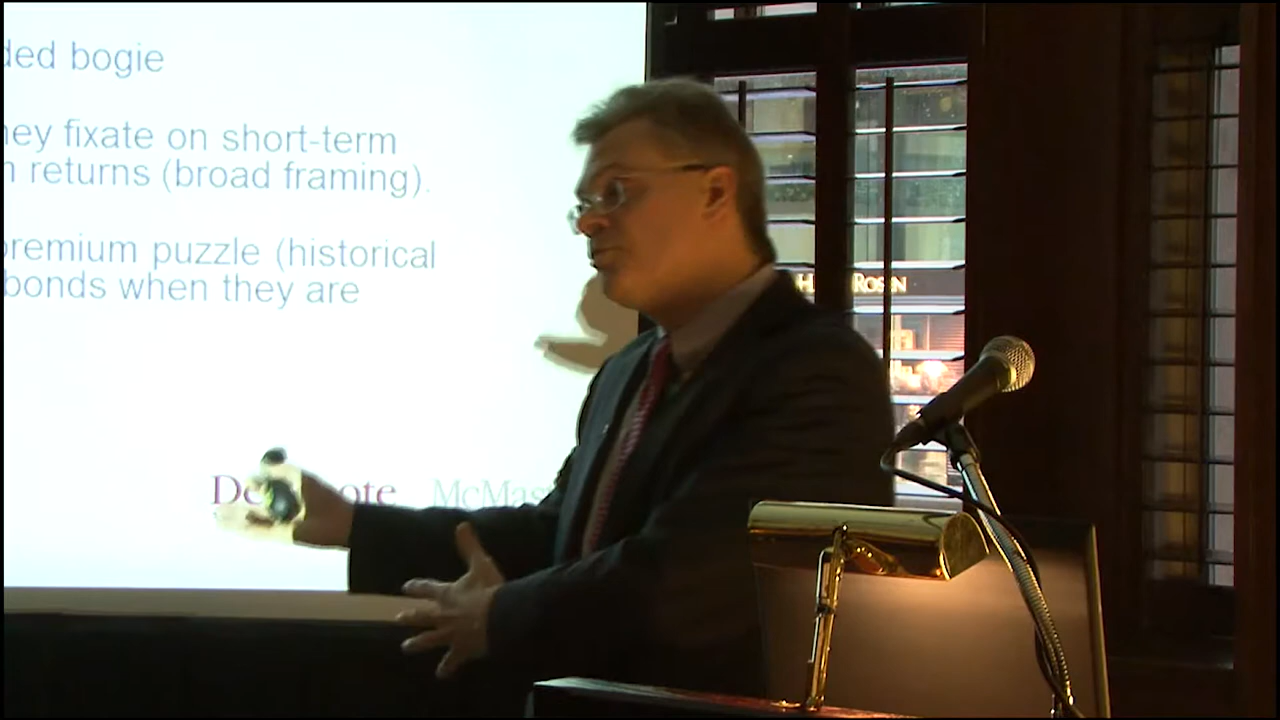 ded bogie
hey fixate on short-term
n returns (broad framing).
premium puzzle (historical
bonds when they are
McMas
Rosen